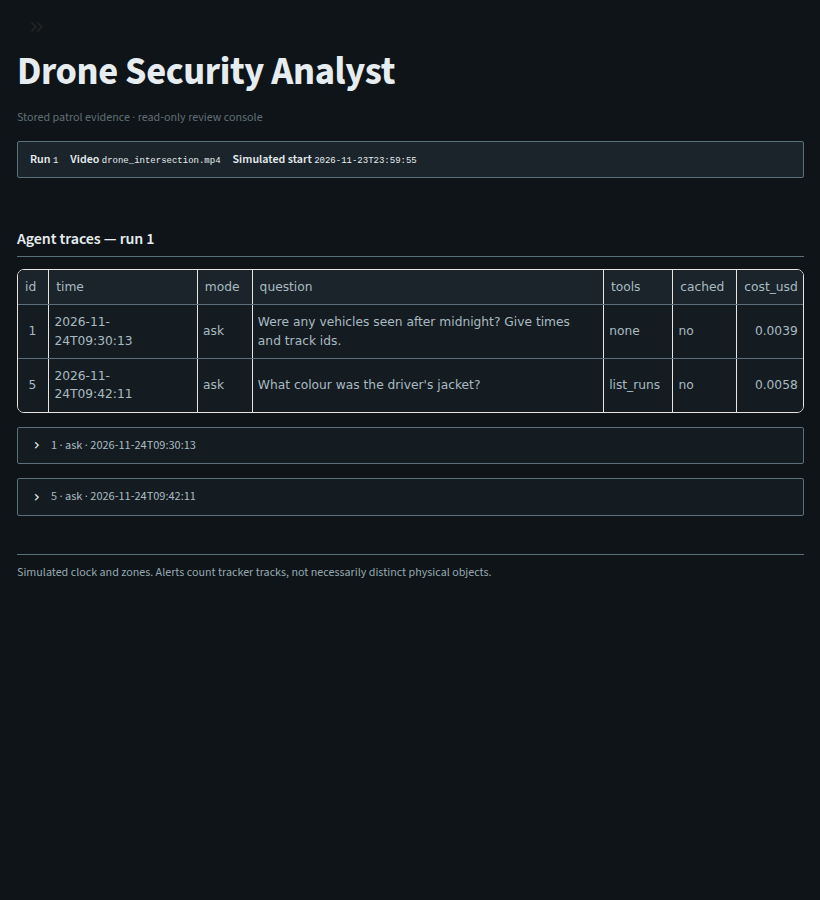 »
Drone Security Analyst
Stored patrol evidence · read-only review console
Run 1 Video drone_intersection.mp4 Simulated start 2026-11-23T23:59:55
Agent traces — run 1
id time mode question tools cached cost_usd
1 2026-11-24T09:30:13 ask Were any vehicles seen after midnight? Give times and track ids. none no 0.0039
5 2026-11-24T09:42:11 ask What colour was the driver's jacket? list_runs no 0.0058
1 · ask · 2026-11-24T09:30:13
5 · ask · 2026-11-24T09:42:11
Simulated clock and zones. Alerts count tracker tracks, not necessarily distinct physical objects.